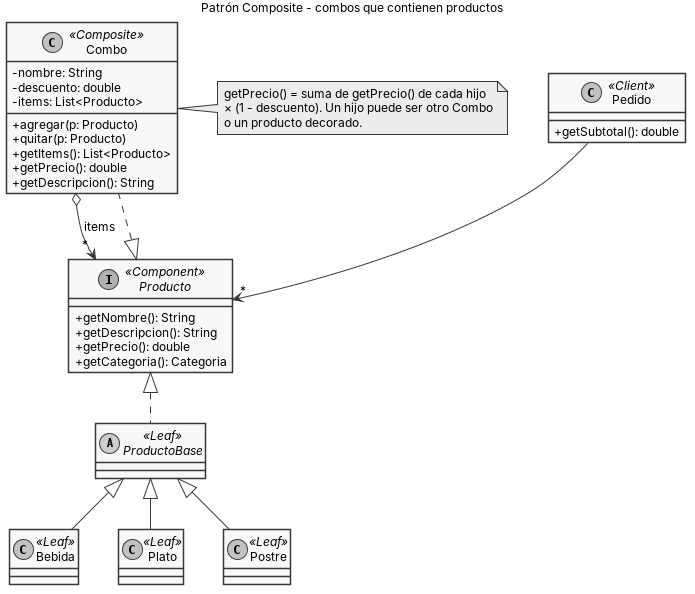 Patrón Composite - combos que contienen productos
C «Composite»
Combo
-nombre: String
-descuento: double
-items: List<Producto>
+agregar(p: Producto)
+quitar(p: Producto)
+getItems(): List<Producto>
+getPrecio(): double
+getDescripcion(): String
getPrecio() = suma de getPrecio() de cada hijo
× (1 - descuento). Un hijo puede ser otro Combo
o un producto decorado.
C «Client»
Pedido
+getSubtotal(): double
items
*
*
I «Component»
Producto
+getNombre(): String
+getDescripcion(): String
+getPrecio(): double
+getCategoria(): Categoria
A «Leaf»
ProductoBase
C «Leaf»
Bebida
C «Leaf»
Plato
C «Leaf»
Postre